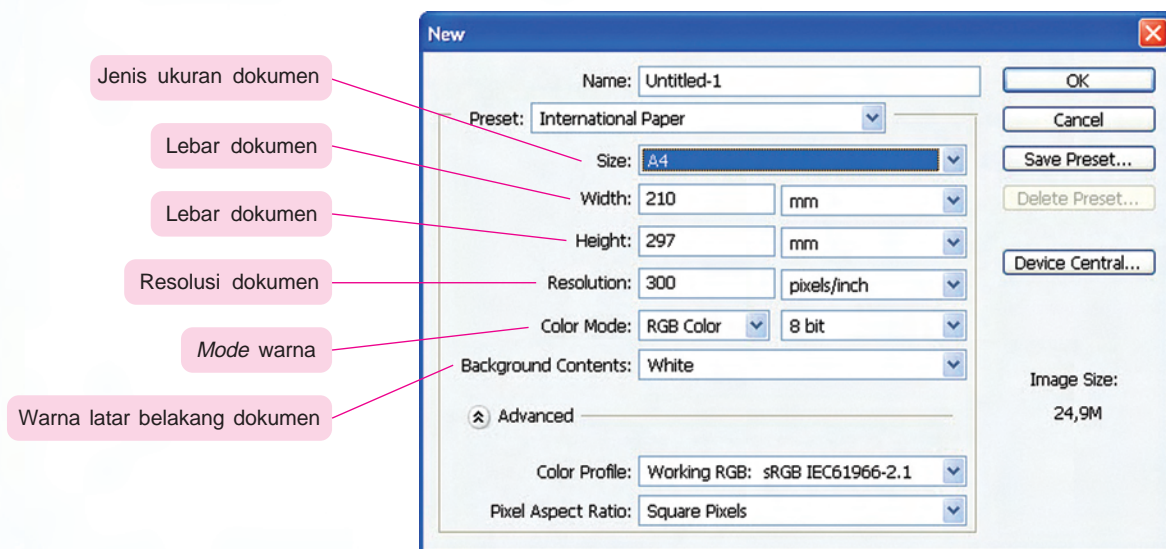 New
Jenis ukuran dokumen
Name: Untitled-1
OK
Preset: International Paper
Cancel
Lebar dokumen
Size: A4
Save Preset...
Width: 210 mm
Delete Preset...
Lebar dokumen
Height: 297 mm
Device Central...
Resolusi dokumen
Resolution: 300 pixels/inch
Mode warna
Color Mode: RGB Color 8 bit
Background Contents: White
Image Size:
24,9M
Warna latar belakang dokumen
Advanced
Color Profile: Working RGB: sRGB IEC61966-2.1
Pixel Aspect Ratio: Square Pixels